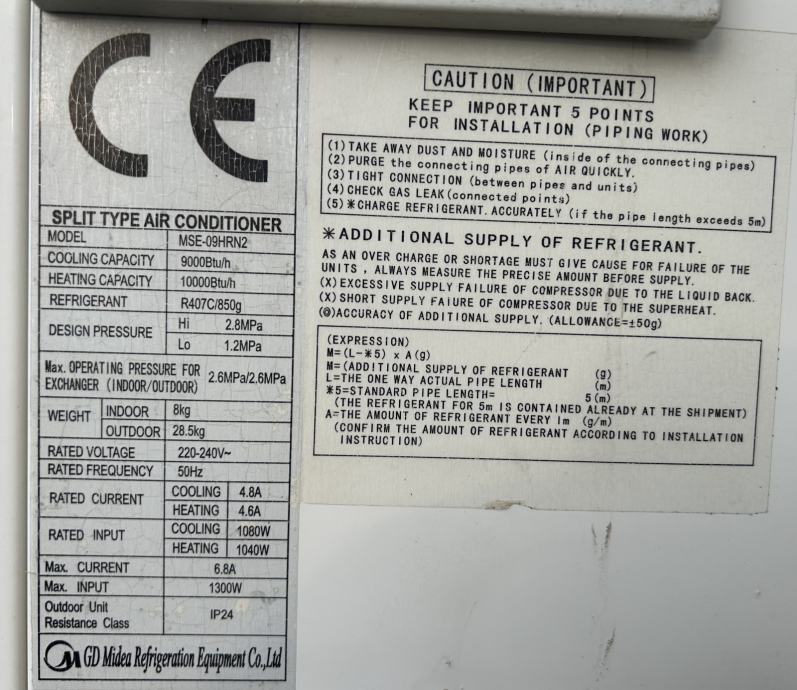 CE
SPLIT TYPE AIR CONDITIONER
MODEL MSE-09HRN2
COOLING CAPACITY 9000Btu/h
HEATING CAPACITY 10000Btu/h
REFRIGERANT R407C/850g
DESIGN PRESSURE Hi 2.8MPa
Lo 1.2MPa
Max. OPERATING PRESSURE FOR
EXCHANGER (INDOOR/OUTDOOR) 2.6MPa/2.6MPa
WEIGHT INDOOR 8kg
OUTDOOR 28.5kg
RATED VOLTAGE 220-240V~
RATED FREQUENCY 50Hz
RATED CURRENT COOLING 4.8A
HEATING 4.6A
RATED INPUT COOLING 1080W
HEATING 1040W
Max. CURRENT 6.8A
Max. INPUT 1300W
Outdoor Unit
Resistance Class IP24
GD Midea Refrigeration Equipment Co.,Ltd
CAUTION (IMPORTANT)
KEEP IMPORTANT 5 POINTS
FOR INSTALLATION (PIPING WORK)
(1) TAKE AWAY DUST AND MOISTURE (inside of the connecting pipes)
(2) PURGE the connecting pipes of AIR QUICKLY.
(3) TIGHT CONNECTION (between pipes and units)
(4) CHECK GAS LEAK (connected points)
(5) ※CHARGE REFRIGERANT. ACCURATELY (if the pipe length exceeds 5m)
※ADDITIONAL SUPPLY OF REFRIGERANT.
AS AN OVER CHARGE OR SHORTAGE MUST GIVE CAUSE FOR FAILURE OF THE
UNITS , ALWAYS MEASURE THE PRECISE AMOUNT BEFORE SUPPLY.
(X) EXCESSIVE SUPPLY FAILURE OF COMPRESSOR DUE TO THE LIQUID BACK.
(X) SHORT SUPPLY FAIURE OF COMPRESSOR DUE TO THE SUPERHEAT.
(@) ACCURACY OF ADDITIONAL SUPPLY. (ALLOWANCE=±50g)
(EXPRESSION)
M=(L-※5) x A(g)
M=(ADDITIONAL SUPPLY OF REFRIGERANT (g)
L=THE ONE WAY ACTUAL PIPE LENGTH (m)
※5=STANDARD PIPE LENGTH= 5(m)
(THE REFRIGERANT FOR 5m IS CONTAINED ALREADY AT THE SHIPMENT)
A=THE AMOUNT OF REFRIGERANT EVERY 1m (g/m)
(CONFIRM THE AMOUNT OF REFRIGERANT ACCORDING TO INSTALLATION
INSTRUCTION)